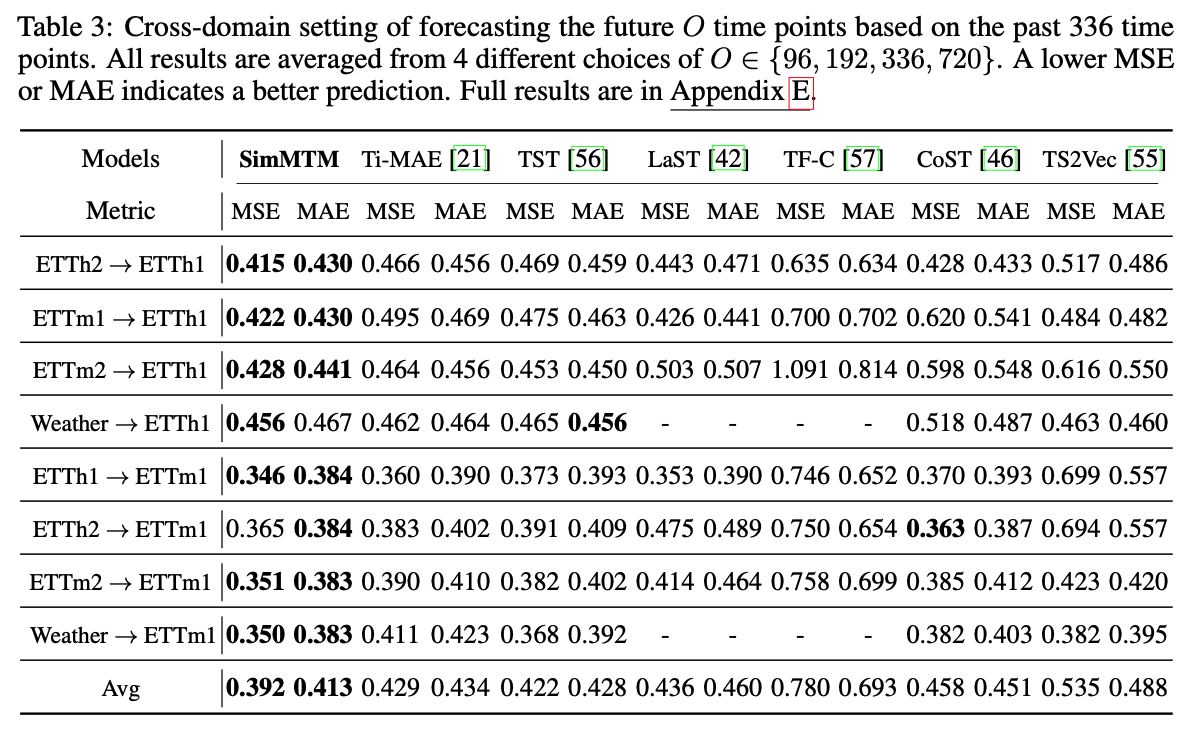 Table 3: Cross-domain setting of forecasting the future O time points based on the past 336 time
points. All results are averaged from 4 different choices of O ∈ {96, 192, 336, 720}. A lower MSE
or MAE indicates a better prediction. Full results are in Appendix E.
Models SimMTM Ti-MAE [21] TST [56] LaST [42] TF-C [57] CoST [46] TS2Vec [55]
Metric MSE MAE MSE MAE MSE MAE MSE MAE MSE MAE MSE MAE MSE MAE
ETTh2 → ETTh1 0.415 0.430 0.466 0.456 0.469 0.459 0.443 0.471 0.635 0.634 0.428 0.433 0.517 0.486
ETTm1 → ETTh1 0.422 0.430 0.495 0.469 0.475 0.463 0.426 0.441 0.700 0.702 0.620 0.541 0.484 0.482
ETTm2 → ETTh1 0.428 0.441 0.464 0.456 0.453 0.450 0.503 0.507 1.091 0.814 0.598 0.548 0.616 0.550
Weather → ETTh1 0.456 0.467 0.462 0.464 0.465 0.456 - - - - 0.518 0.487 0.463 0.460
ETTh1 → ETTm1 0.346 0.384 0.360 0.390 0.373 0.393 0.353 0.390 0.746 0.652 0.370 0.393 0.699 0.557
ETTh2 → ETTm1 0.365 0.384 0.383 0.402 0.391 0.409 0.475 0.489 0.750 0.654 0.363 0.387 0.694 0.557
ETTm2 → ETTm1 0.351 0.383 0.390 0.410 0.382 0.402 0.414 0.464 0.758 0.699 0.385 0.412 0.423 0.420
Weather → ETTm1 0.350 0.383 0.411 0.423 0.368 0.392 - - - - 0.382 0.403 0.382 0.395
Avg 0.392 0.413 0.429 0.434 0.422 0.428 0.436 0.460 0.780 0.693 0.458 0.451 0.535 0.488